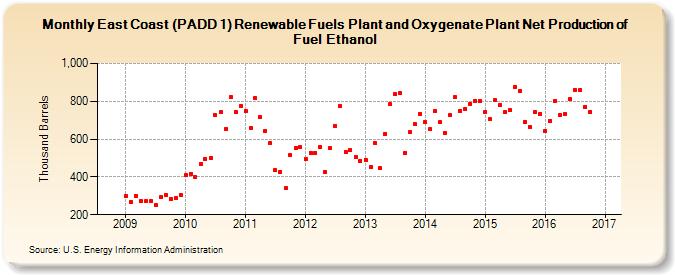 Monthly East Coast (PADD 1) Renewable Fuels Plant and Oxygenate Plant Net Production of
Fuel Ethanol
Thousand Barrels
1,000
800
600
400
200
2009 2010 2011 2012 2013 2014 2015 2016 2017
Source: U.S. Energy Information Administration